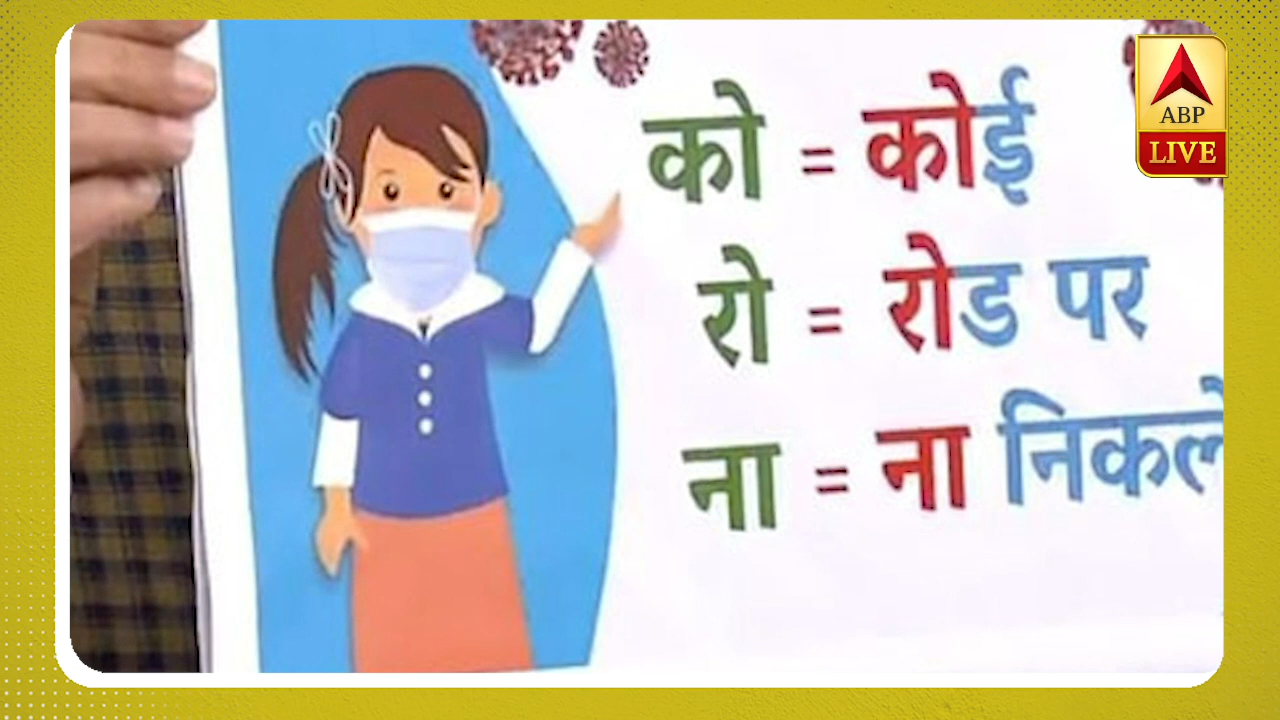 को = कोई
रो = रोड पर
ना = ना निकले
ABP
LIVE